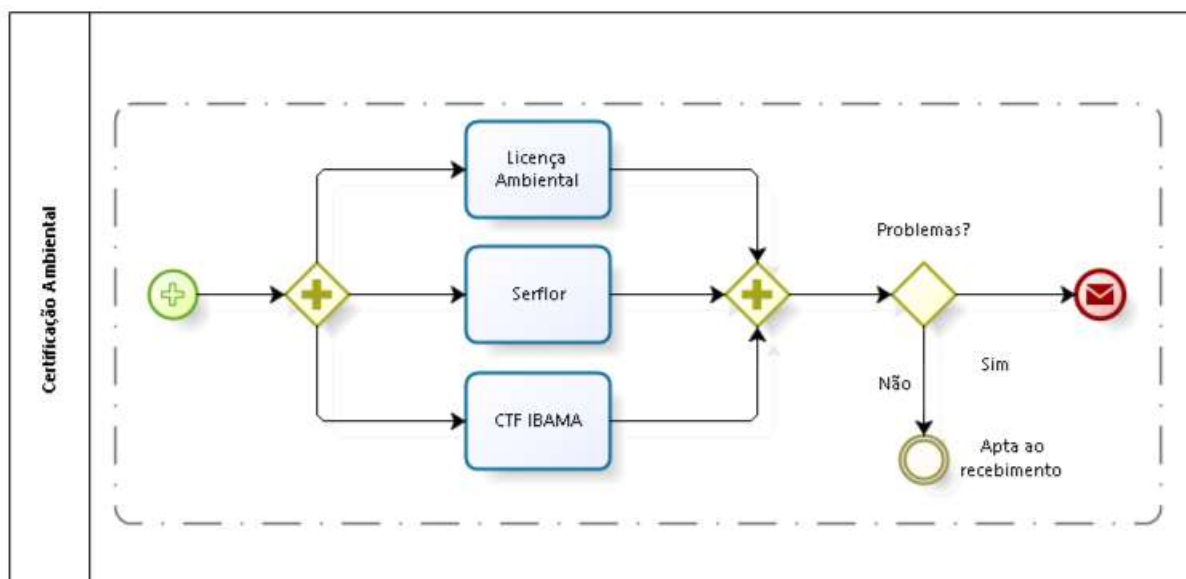 Certificação Ambiental
Licença
Ambiental
Serflor
CTF IBAMA
Problemas?
Sim
Não
Apta ao
recebimento